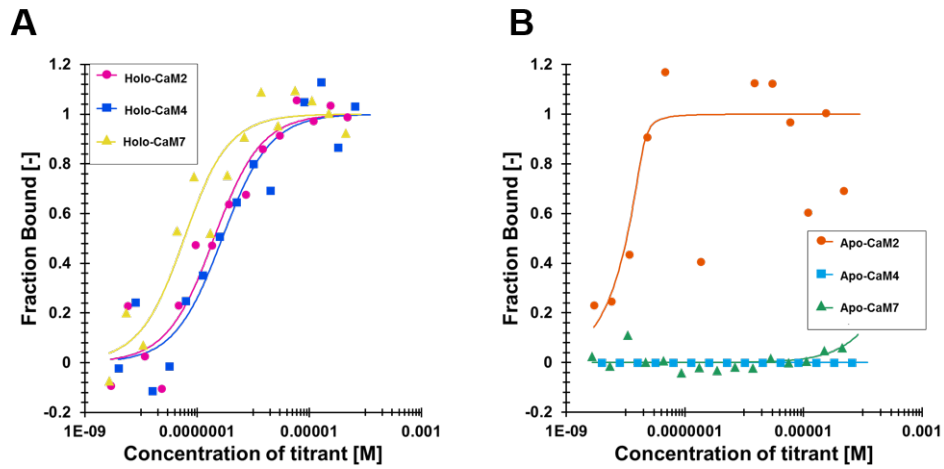 A
B
1.2
1
0.8
0.6
0.4
0.2
0
-0.2
Fraction Bound [-]
Holo-CaM2
Holo-CaM4
Holo-CaM7
1E-09
0.0000001
0.00001
0.001
Concentration of titrant [M]
1.2
1
0.8
0.6
0.4
0.2
0
-0.2
Fraction Bound [-]
Apo-CaM2
Apo-CaM4
Apo-CaM7
1E-09
0.0000001
0.00001
0.001
Concentration of titrant [M]